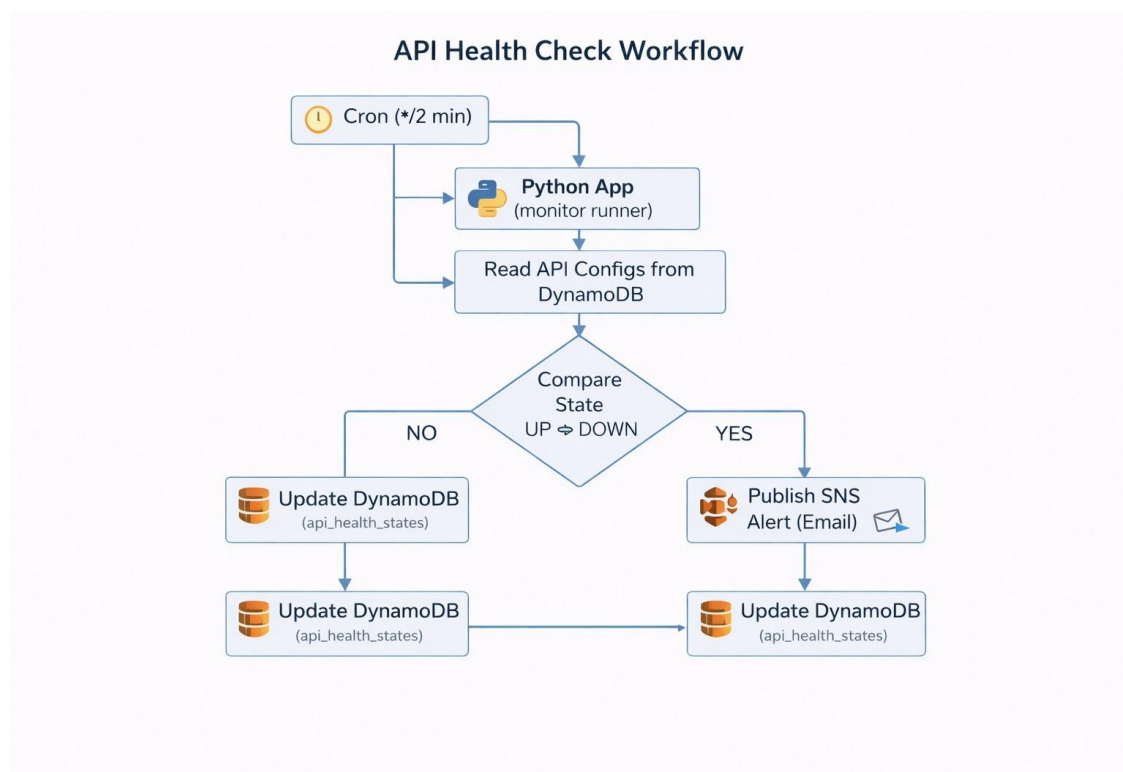 API Health Check Workflow
Cron (*/2 min)
Python App
(monitor runner)
Read API Configs from
DynamoDB
Compare
State
UP ⇔ DOWN
NO
YES
Update DynamoDB
(api_health_states)
Publish SNS
Alert (Email)
Update DynamoDB
(api_health_states)
Update DynamoDB
(api_health_states)